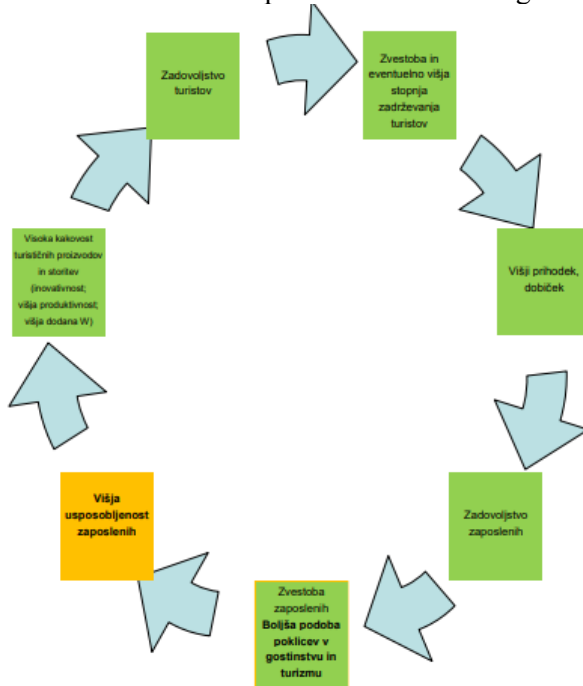 Zadovoljstvo
turistov
Zvestoba in
eventuelno višja
stopnja
zadrževanja
turistov
Višji prihodek,
dobiček
Zadovoljstvo
zaposlenih
Zvestoba
zaposlenih
Boljša podoba
poklicev v
gostinstvu in
turizmu
Višja
usposobljenost
zaposlenih
Visoka kakovost
turističnih proizvodov
in storitev
(inovativnost;
višja produktivnost;
višja dodana W)